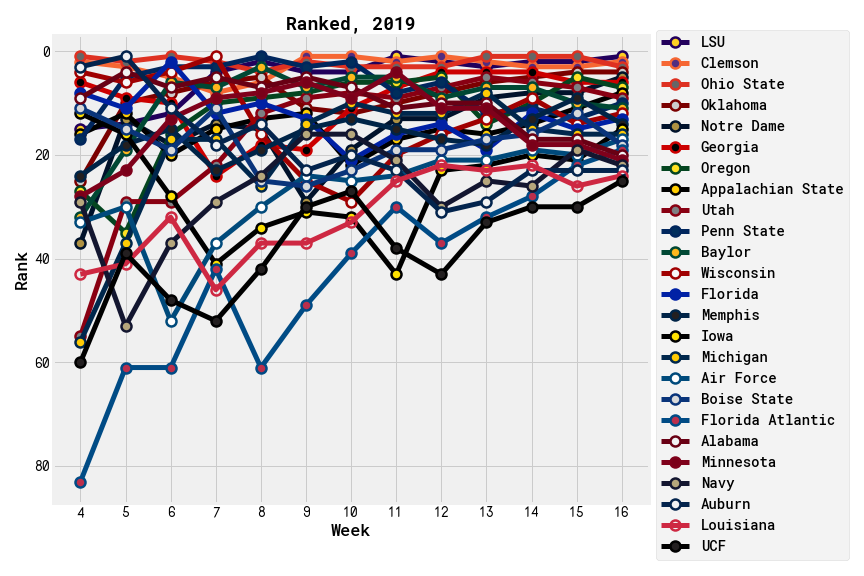 Ranked, 2019
0
20
40
60
80
Rank
4 5 6 7 8 9 10 11 12 13 14 15 16
Week
LSU
Clemson
Ohio State
Oklahoma
Notre Dame
Georgia
Oregon
Appalachian State
Utah
Penn State
Baylor
Wisconsin
Florida
Memphis
Iowa
Michigan
Air Force
Boise State
Florida Atlantic
Alabama
Minnesota
Navy
Auburn
Louisiana
UCF